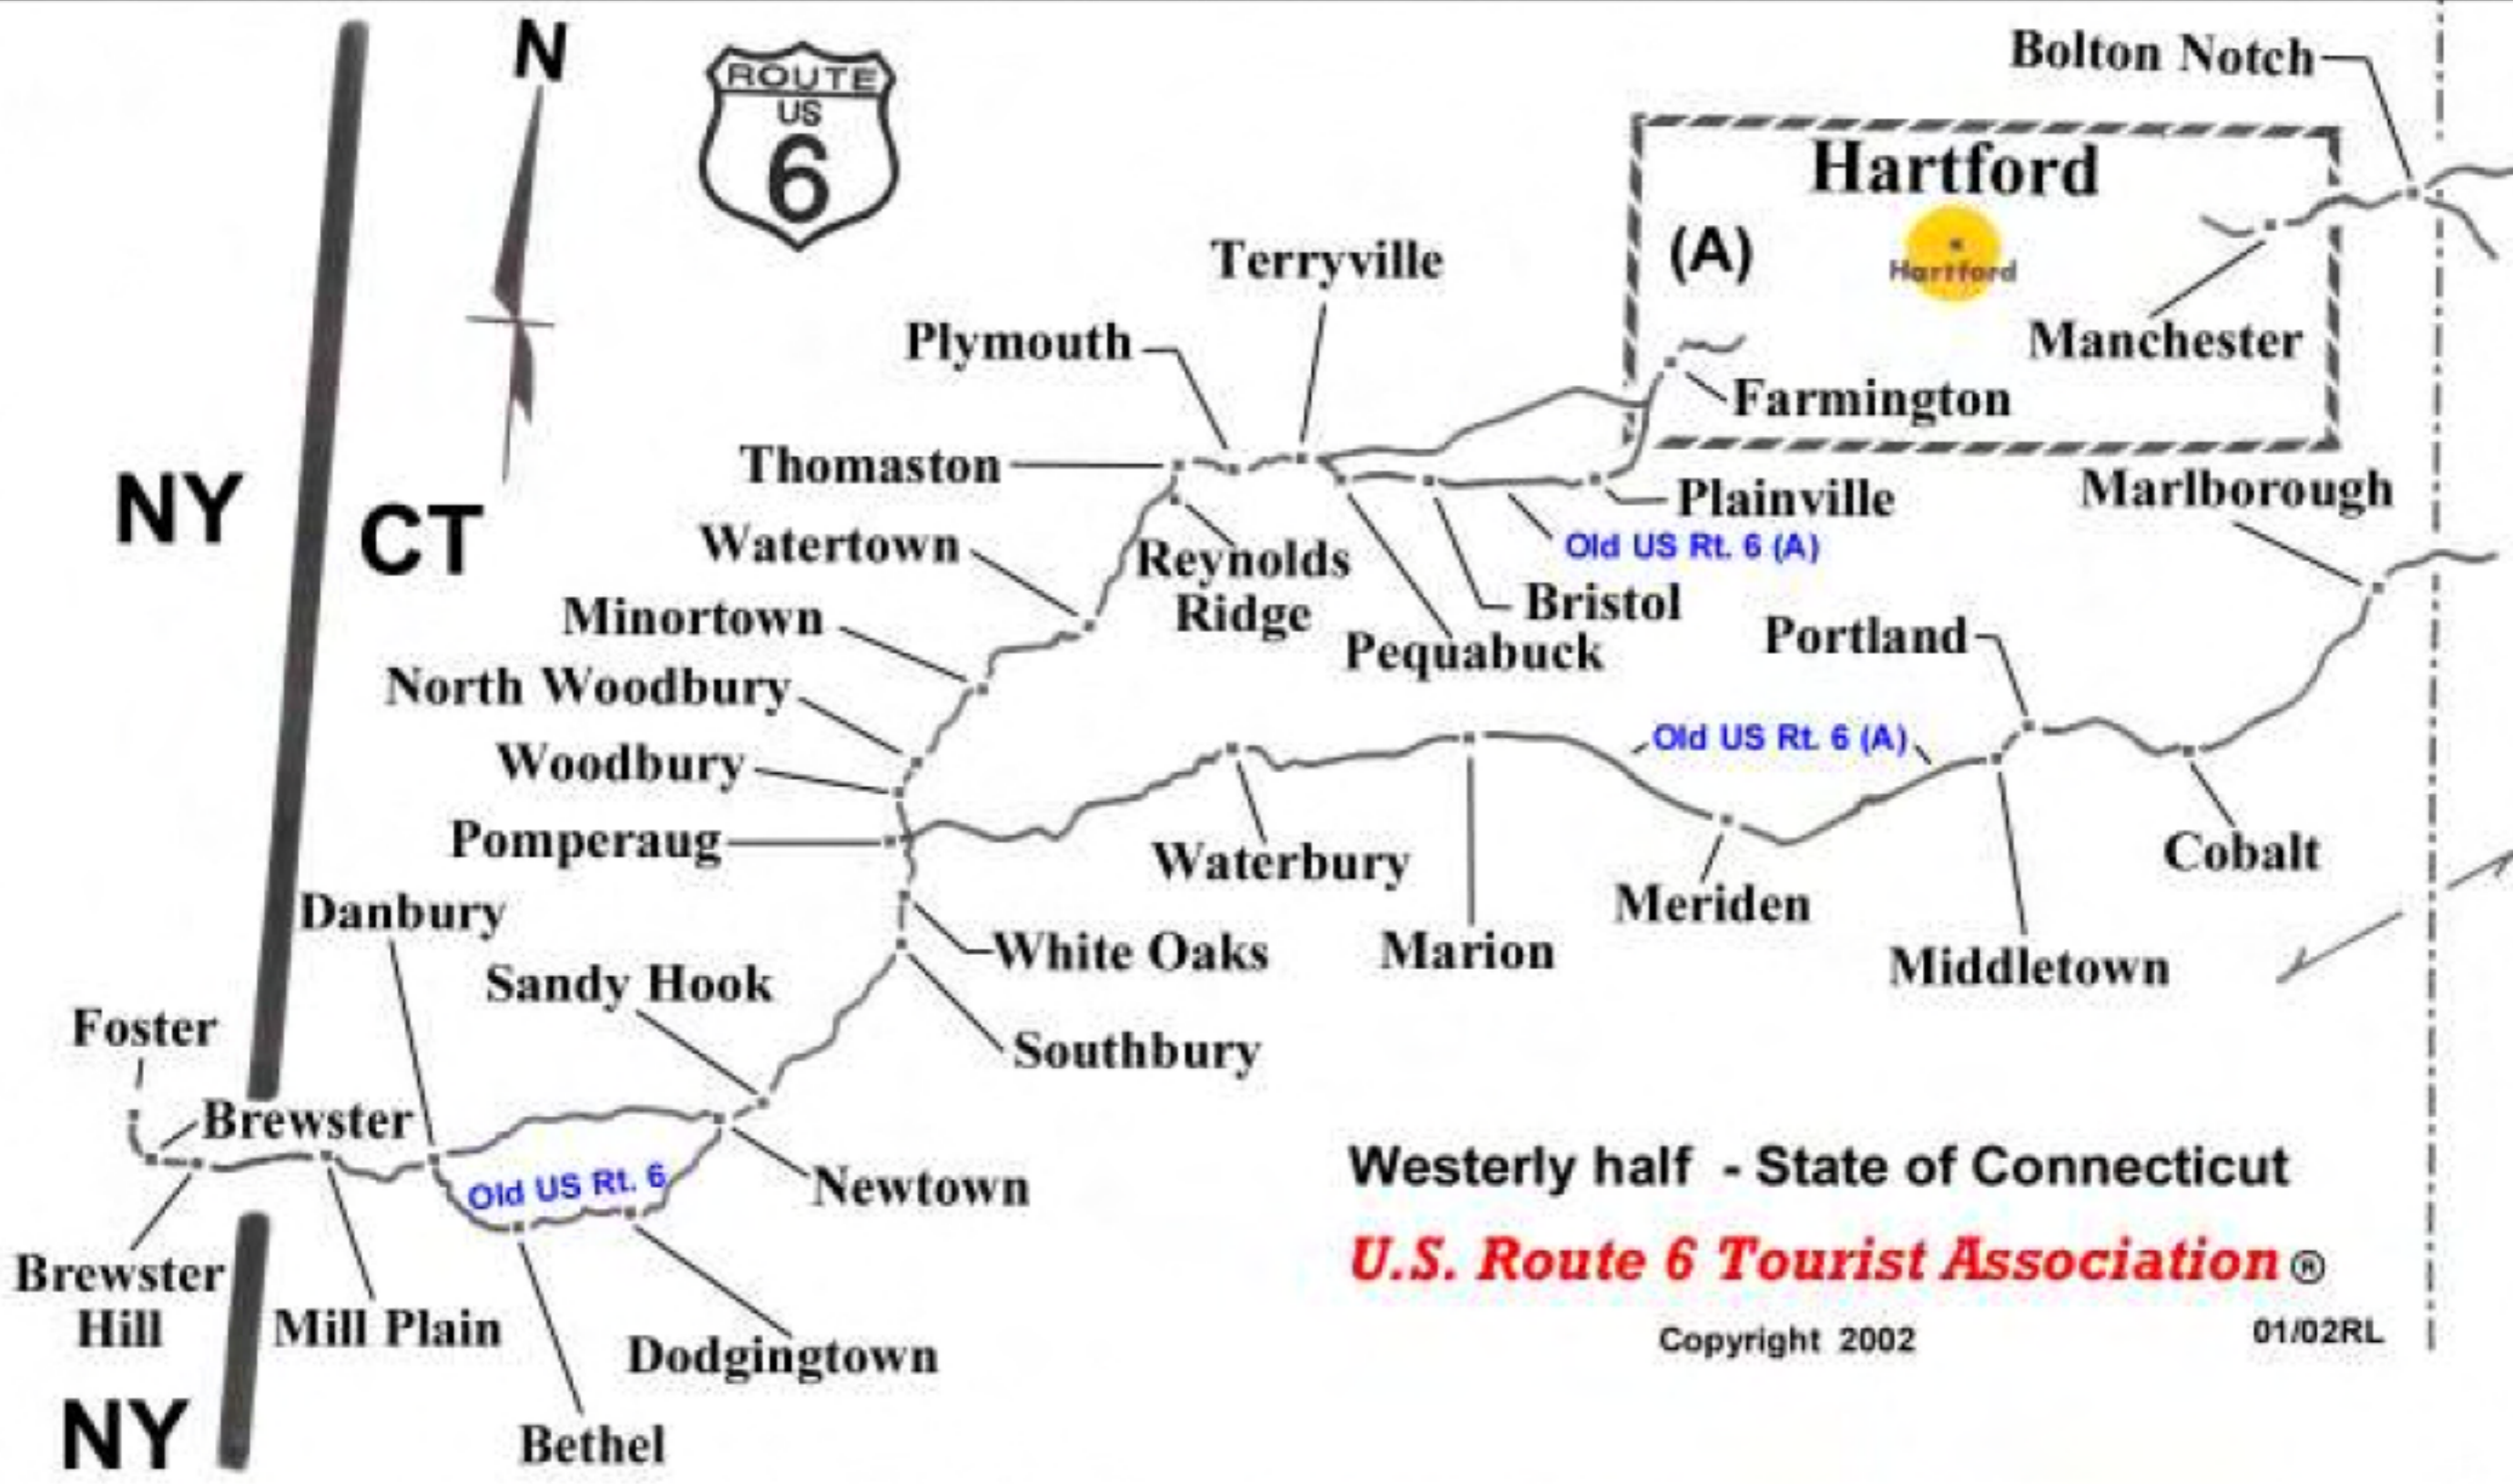 N
ROUTE
US
6
Bolton Notch
Hartford
(A)
Hartford
Terryville
Plymouth
Manchester
Farmington
Thomaston
NY
CT
Plainville
Marlborough
Watertown
Reynolds
Ridge
Old US Rt. 6 (A)
Bristol
Minortown
Pequabuck
Portland
North Woodbury
Old US Rt. 6 (A)
Woodbury
Pomperaug
Waterbury
Cobalt
Danbury
Meriden
White Oaks
Marion
Middletown
Sandy Hook
Foster
Southbury
Brewster
Old US Rt. 6
Newtown
Westerly half - State of Connecticut
Brewster
Hill
Mill Plain
U.S. Route 6 Tourist Association ®
Dodgingtown
Copyright 2002
01/02RL
NY
Bethel